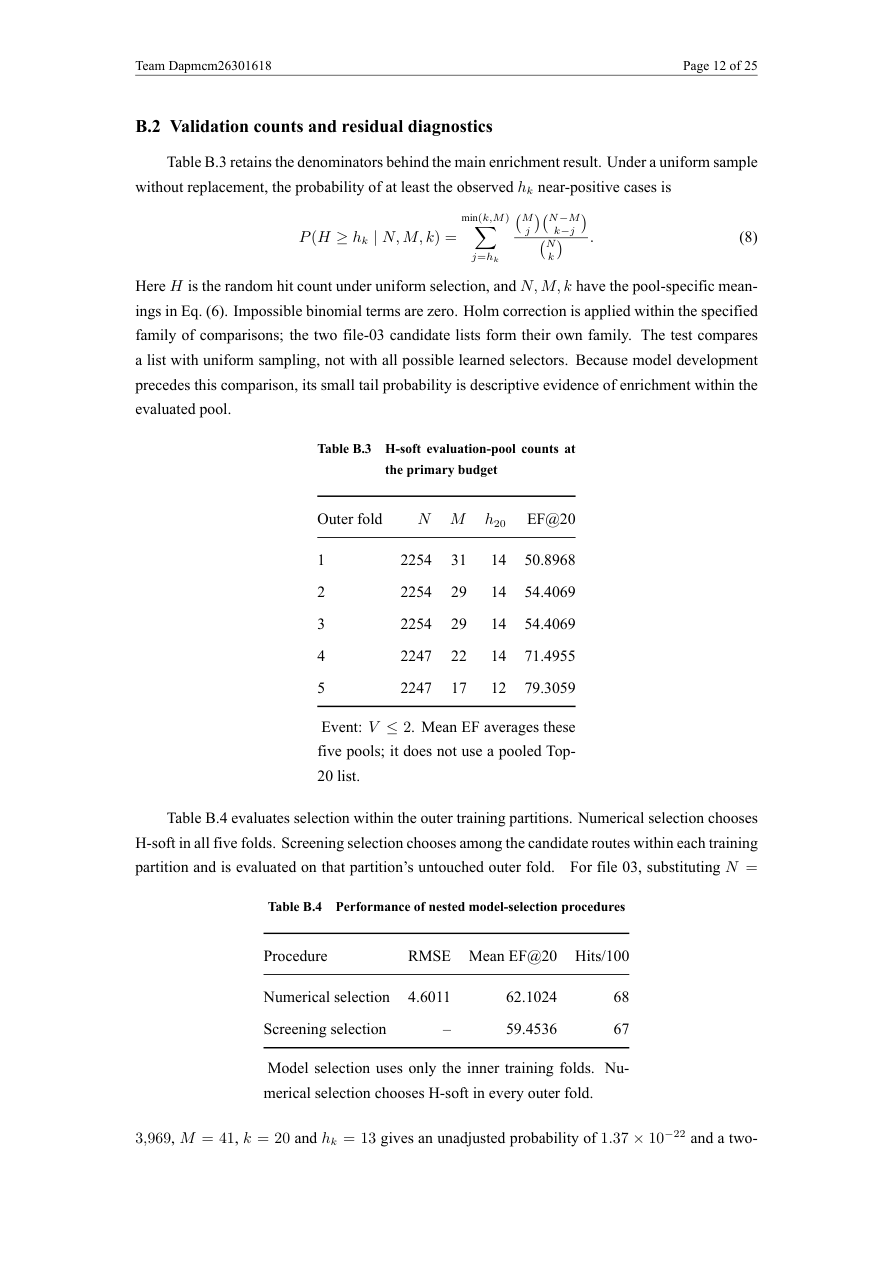 Team Dapmcm26301618 Page 12 of 25
B.2 Validation counts and residual diagnostics
Table B.3 retains the denominators behind the main enrichment result. Under a uniform sample
without replacement, the probability of at least the observed h_k near-positive cases is
P(H ≥ h_k | N, M, k) = \sum_{j=h_k}^{\min(k,M)} \frac{\binom{M}{j}\binom{N-M}{k-j}}{\binom{N}{k}}. (8)
Here H is the random hit count under uniform selection, and N, M, k have the pool-specific mean-
ings in Eq. (6). Impossible binomial terms are zero. Holm correction is applied within the specified
family of comparisons; the two file-03 candidate lists form their own family. The test compares
a list with uniform sampling, not with all possible learned selectors. Because model development
precedes this comparison, its small tail probability is descriptive evidence of enrichment within the
evaluated pool.
Table B.3 H-soft evaluation-pool counts at
the primary budget
Outer fold N M h_20 EF@20
1 2254 31 14 50.8968
2 2254 29 14 54.4069
3 2254 29 14 54.4069
4 2247 22 14 71.4955
5 2247 17 12 79.3059
Event: V ≤ 2. Mean EF averages these
five pools; it does not use a pooled Top-
20 list.
Table B.4 evaluates selection within the outer training partitions. Numerical selection chooses
H-soft in all five folds. Screening selection chooses among the candidate routes within each training
partition and is evaluated on that partition’s untouched outer fold. For file 03, substituting N =
Table B.4 Performance of nested model-selection procedures
Procedure RMSE Mean EF@20 Hits/100
Numerical selection 4.6011 62.1024 68
Screening selection – 59.4536 67
Model selection uses only the inner training folds. Nu-
merical selection chooses H-soft in every outer fold.
3,969, M = 41, k = 20 and h_k = 13 gives an unadjusted probability of 1.37 × 10^{−22} and a two-